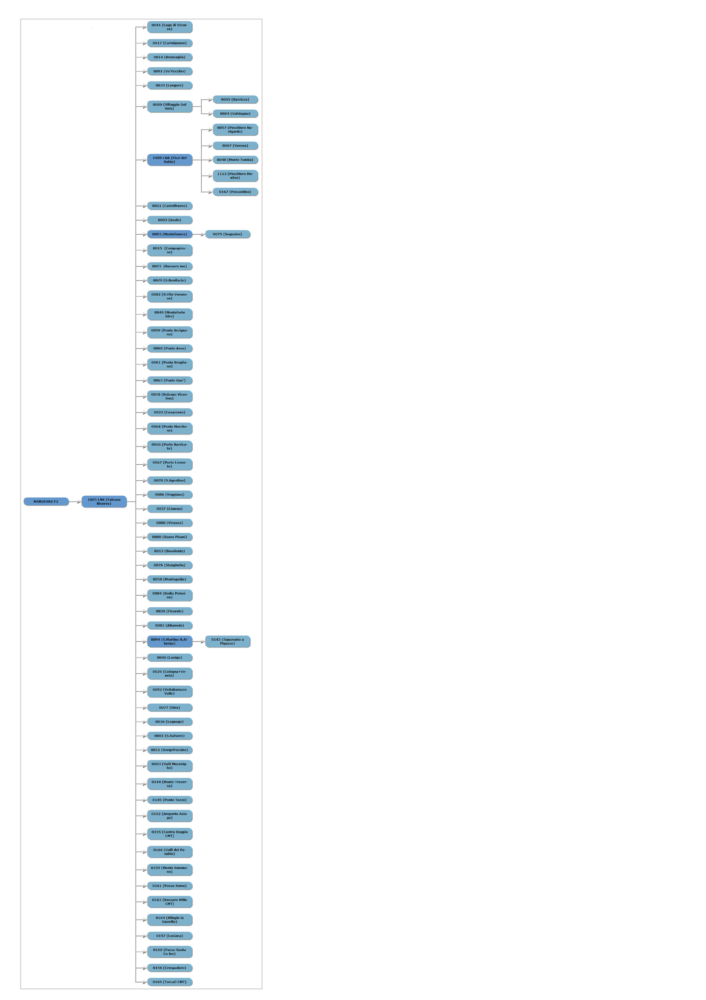 0041 (Lugo di Vicen-
za)
0017 (Carmignano)
0014 (Brancaglia)
0091 (Vo'Vecchio)
0039 (Longare)
0089 (Villaggio Del
Sole)
0005 (Barzizza)
0084 (Valstagna)
1009 LNK (Fiori del
Baldo)
0057 (Peschiera Na-
vigarda)
0087 (Verona)
0048 (Monte Tomba)
1112 (Peschiera Mo-
nitor)
0167 (Pescantina)
0021 (Castelfranco)
0002 (Asolo)
0093 (Montefenera)
0075 (Segusino)
0015 (Campogros-
so)
0073 (Recoaro me)
0079 (S.Bonifacio)
0082 (S.Vito Verone-
se)
0049 (Monteforte
Idro)
0059 (Ponte Arzigna-
no)
0060 (Ponte Asse)
0061 (Ponte Broglia-
no)
0063 (Ponte Gua')
0010 (Bolzano Vicen-
tino)
0022 (Cavarzere)
0064 (Ponte Marche-
se)
0066 (Porto Barrica-
ta)
0067 (Porto Levan-
te)
0078 (S.Agostino)
0086 (Veggiano)
MARGEHRA F2
1005 LNK (Falcone
Riserva)
0037 (Limena)
0088 (Vicenza)
0008 (Boara Pisani)
0013 (Bovolenta)
0076 (Stanghella)
0050 (Montegalda)
0004 (Badia Polesi-
ne)
0030 (Ficarolo)
0001 (Albaredo)
0094 (S.Martino B.Al-
bergo)
0143 (Squaranto a
Pigozzo)
0040 (Lonigo)
0025 (Cologna+Ve-
neta)
0092 (Voltabarozzo
Valle)
0077 (Stra)
0036 (Legnago)
0081 (S.Salvaro)
0011 (Borgofrassine)
0083 (Valli Mocenig-
he)
0144 (Monte Traver-
sa)
0145 (Ponte Tezze)
0152 (Areporto Asia-
go)
0155 (Contra Doppia
CMT)
0166 (Valli del Pa-
subio)
0159 (Monte Summa-
no)
0161 (Passo Xomo)
0163 (Recoaro Mille
CMT)
0164 (Rifugio la
Guardia)
0157 (Lusiana)
0160 (Passo Santa
Ca ina)
0156 (Crespadoro)
0165 (Turcati CMT)